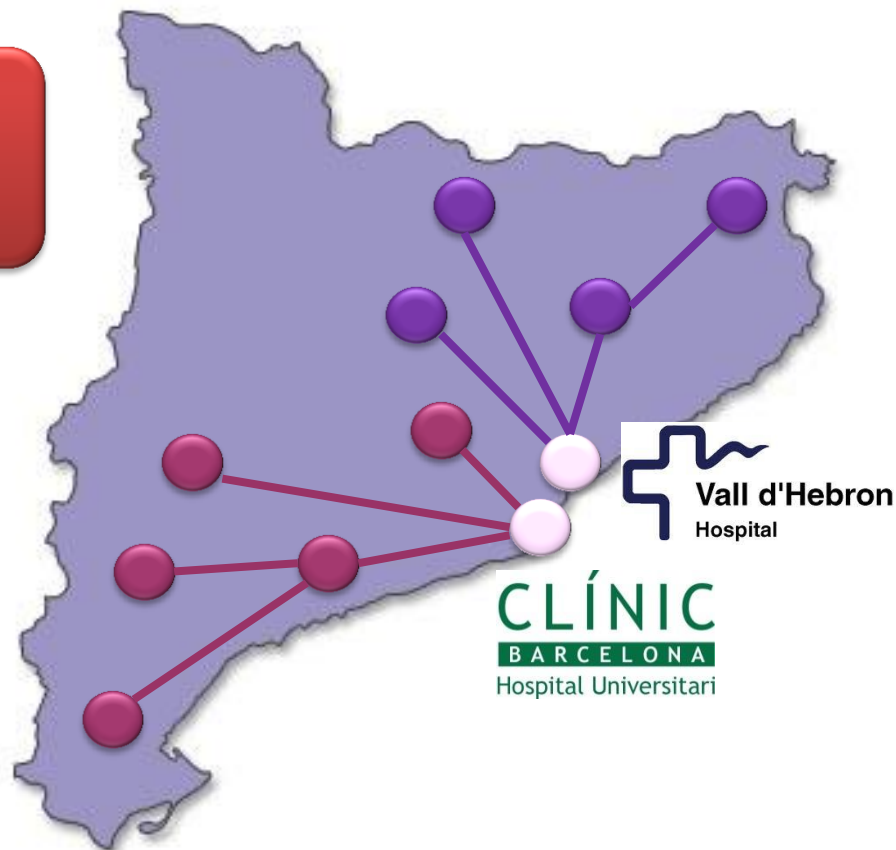 Vall d'Hebron
Hospital
CLÍNIC
BARCELONA
Hospital Universitari